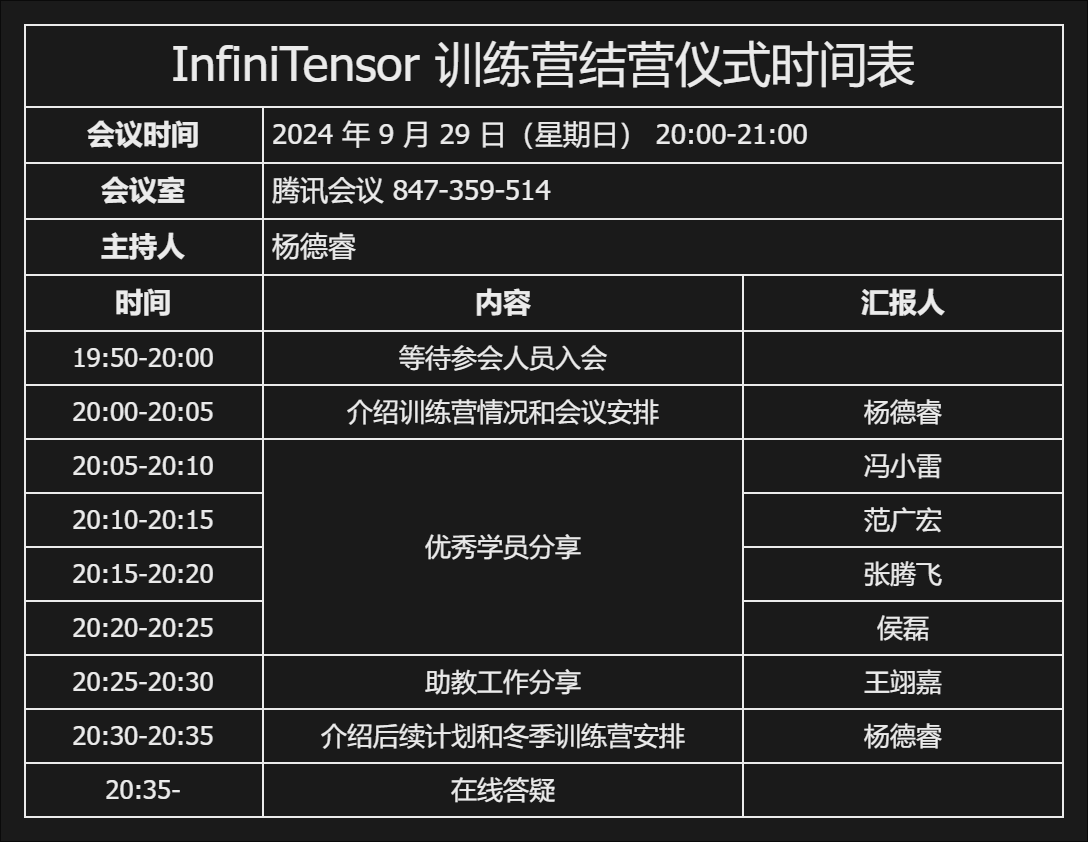 InfiniTensor 训练营结营仪式时间表
会议时间 2024 年 9 月 29 日（星期日） 20:00-21:00
会议室 腾讯会议 847-359-514
主持人 杨德睿
时间 内容 汇报人
19:50-20:00 等待参会人员入会
20:00-20:05 介绍训练营情况和会议安排 杨德睿
20:05-20:10 冯小雷
20:10-20:15 范广宏
优秀学员分享
20:15-20:20 张腾飞
20:20-20:25 侯磊
20:25-20:30 助教工作分享 王翊嘉
20:30-20:35 介绍后续计划和冬季训练营安排 杨德睿
20:35- 在线答疑